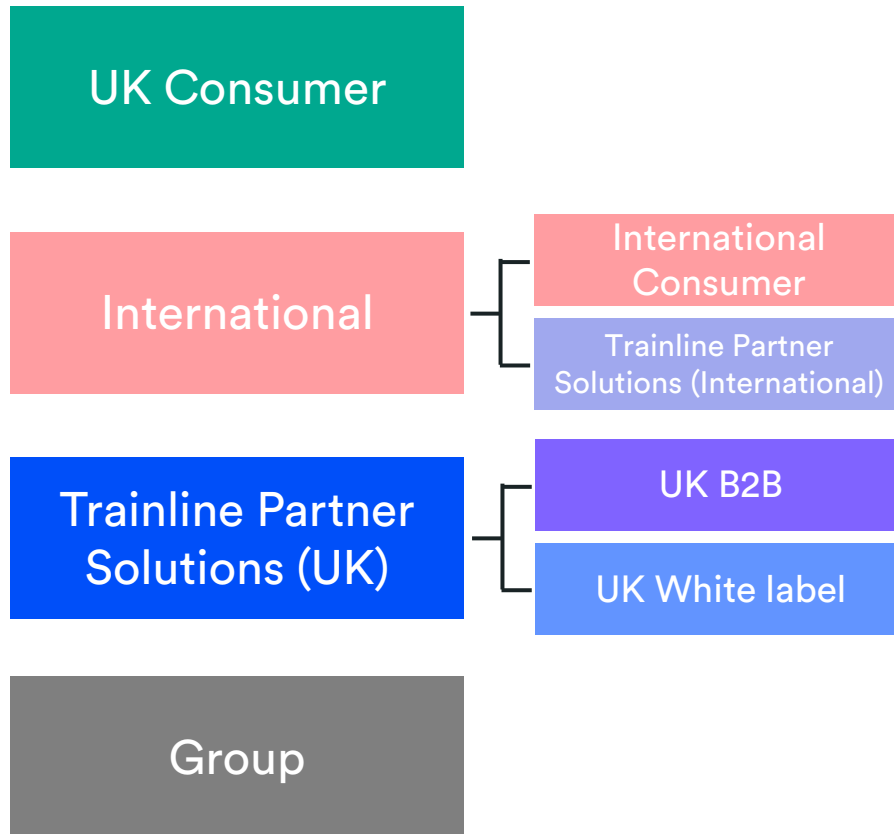 UK Consumer
International
International
Consumer
Trainline Partner
Solutions (International)
Trainline Partner
Solutions (UK)
UK B2B
UK White label
Group